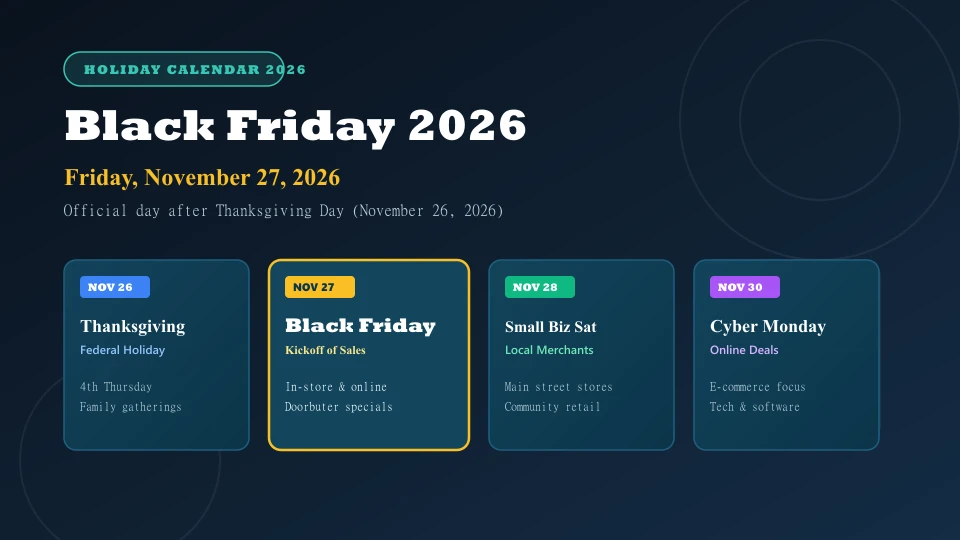 HOLIDAY CALENDAR 2026
Black Friday 2026
Friday, November 27, 2026
Official day after Thanksgiving Day (November 26, 2026)
NOV 26
Thanksgiving
Federal Holiday
4th Thursday
Family gatherings
NOV 27
Black Friday
Kickoff of Sales
In-store & online
Doorbuter specials
NOV 28
Small Biz Sat
Local Merchants
Main street stores
Community retail
NOV 30
Cyber Monday
Online Deals
E-commerce focus
Tech & software